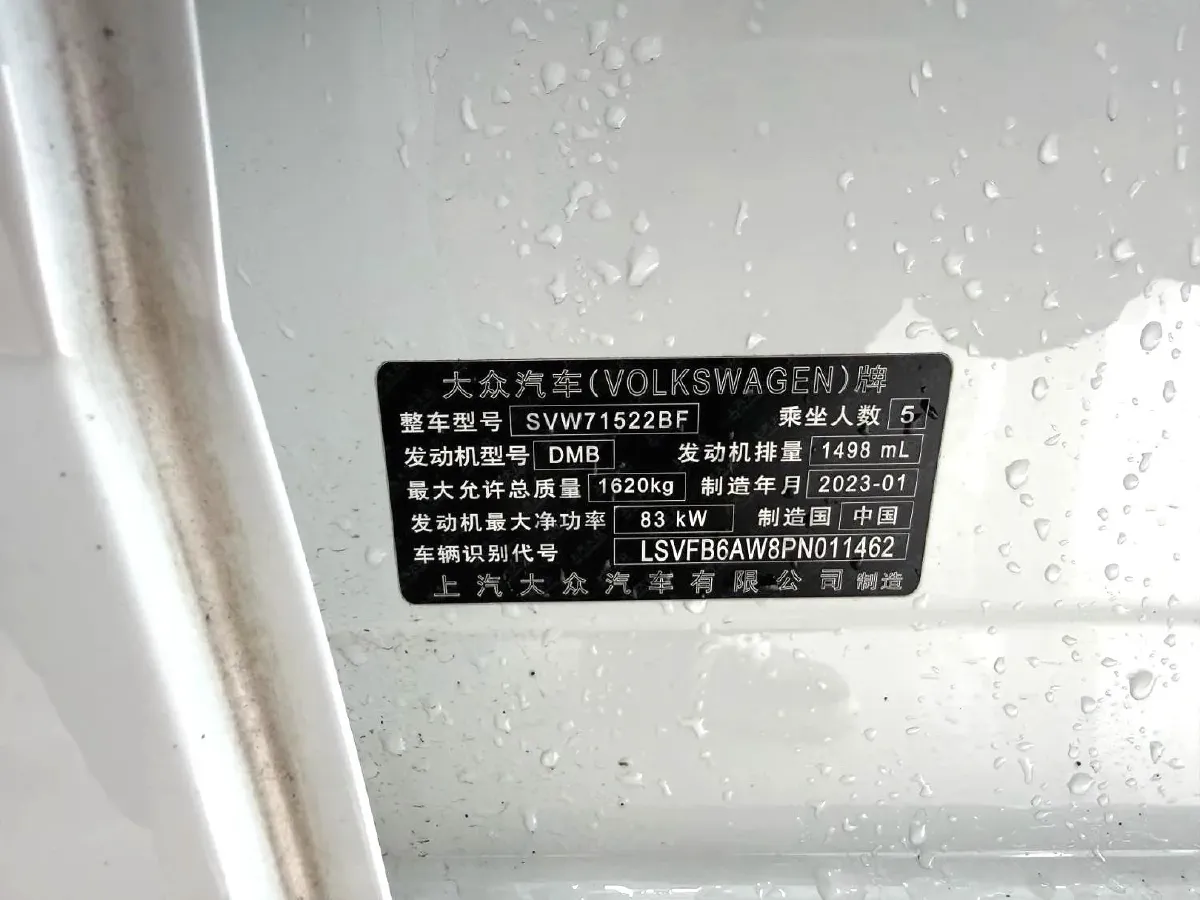 大众汽车(VOLKSWAGEN)牌
整车型号 SVW71522BF 乘坐人数 5
发动机型号 DMB 发动机排量 1498 mL
最大允许总质量 1620kg 制造年月 2023-01
发动机最大净功率 83 kW 制造国 中国
车辆识别代号 LSVFB6AW8PN011462
上汽大众汽车有限公司制造